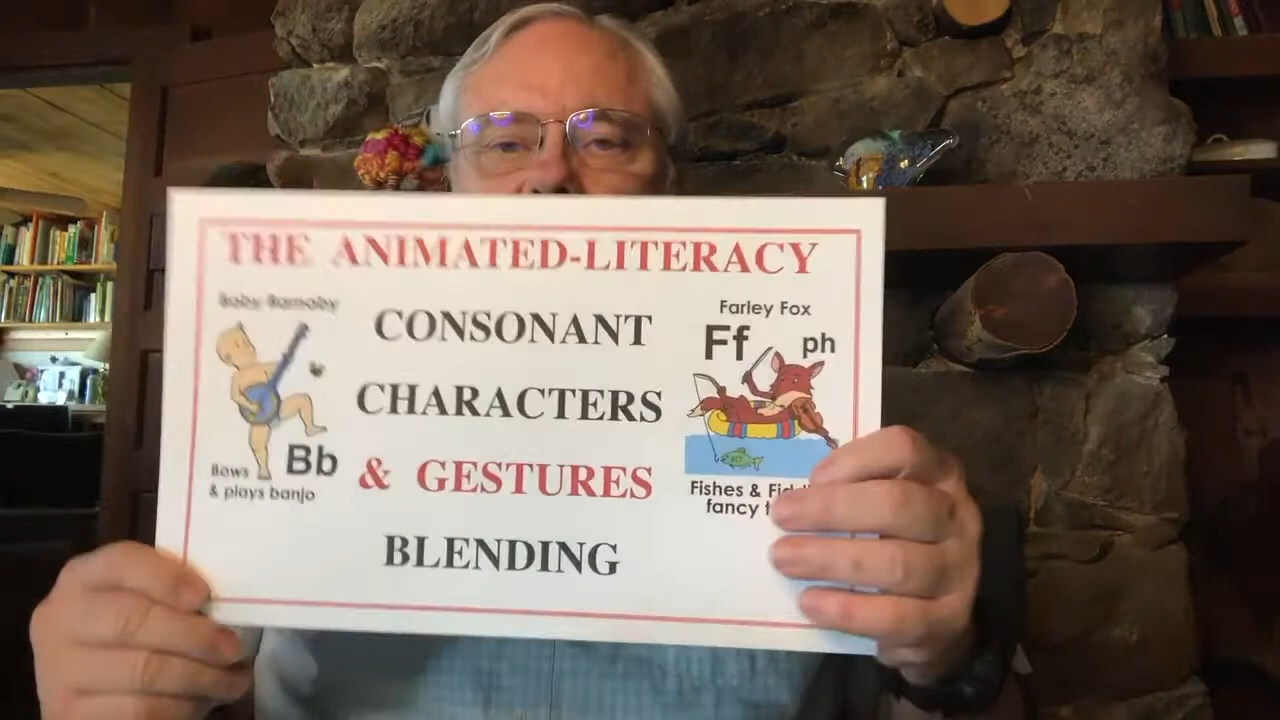 THE ANIMATED-LITERACY
Baby Barnaby
Bows
& plays banjo
Bb
CONSONANT
CHARACTERS
& GESTURES
BLENDING
Farley Fox
Ff ph
Fishes &
fancy